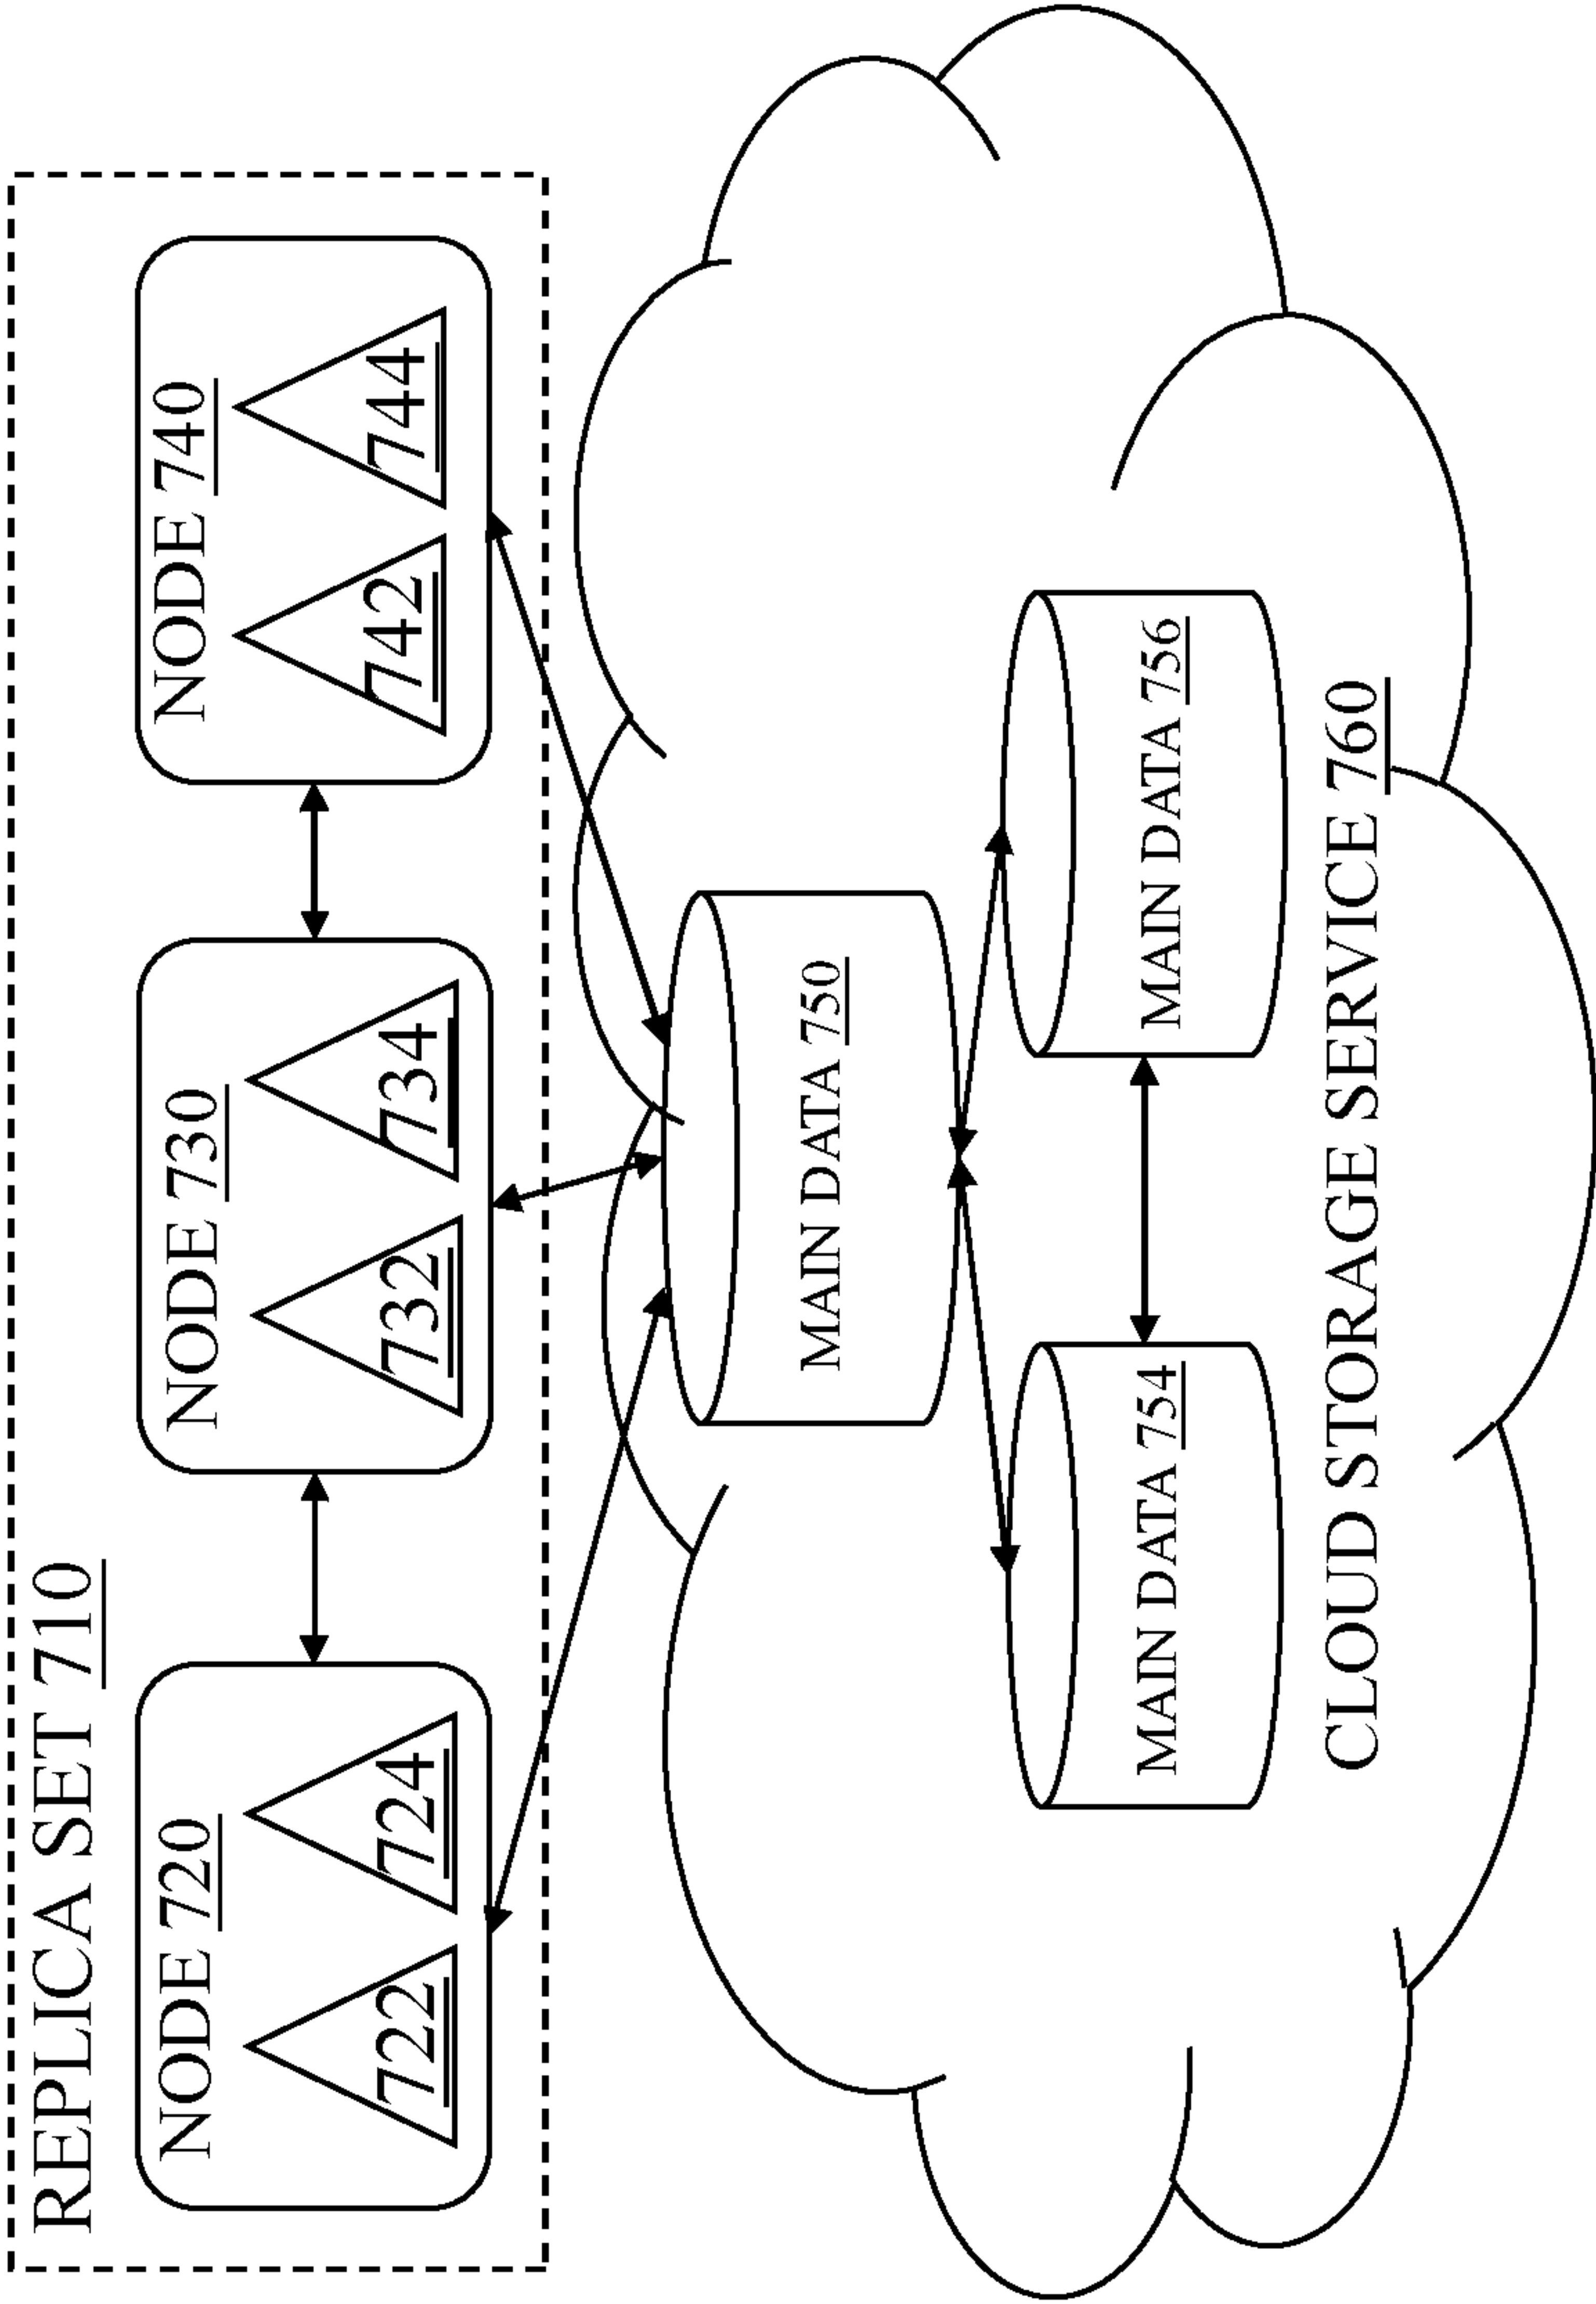 REPLICA SET 710
NODE 720
722
724
NODE 730
732
734
NODE 740
742
744
MAIN DATA 750
MAIN DATA 754
MAIN DATA 756
CLOUD STORAGE SERVICE 760